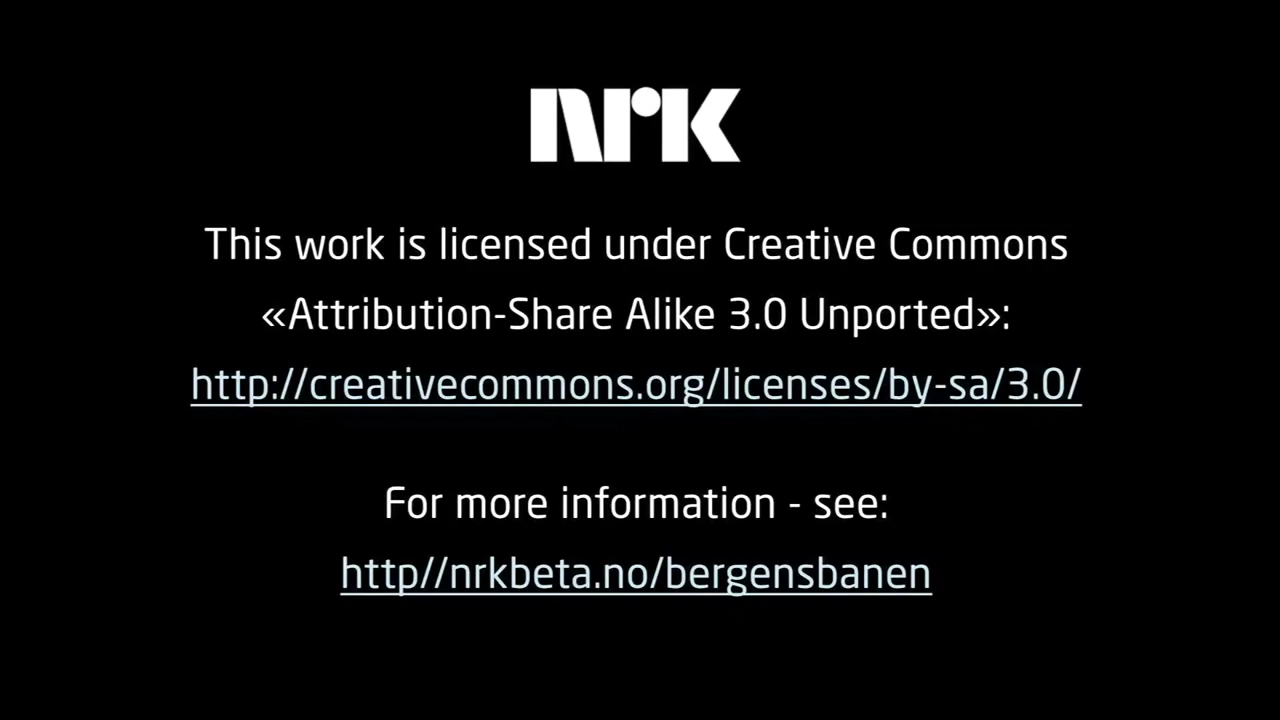 nrk
This work is licensed under Creative Commons
«Attribution-Share Alike 3.0 Unported»:
http://creativecommons.org/licenses/by-sa/3.0/
For more information - see:
http//nrkbeta.no/bergensbanen